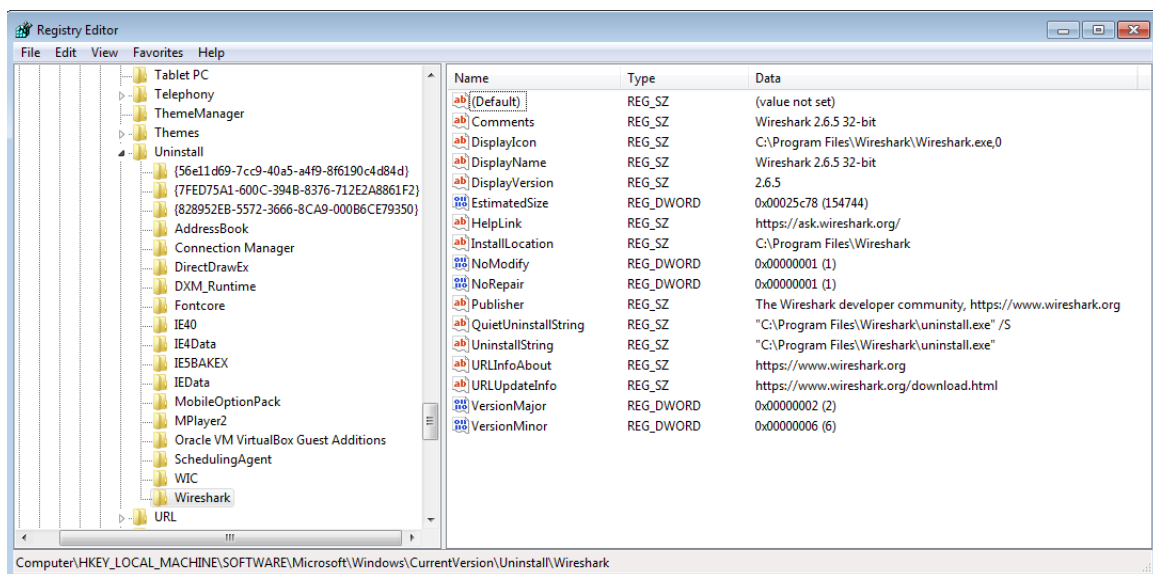 Registry Editor
File Edit View Favorites Help
Tablet PC
Telephony
ThemeManager
Themes
Uninstall
{56e11d69-7cc9-40a5-a4f9-8f6190c4d84d}
{7FED75A1-600C-394B-8376-712E2A8861F2}
{828952EB-5572-3666-8CA9-000B6CE79350}
AddressBook
Connection Manager
DirectDrawEx
DXM_Runtime
Fontcore
IE40
IE4Data
IE5BAKEX
IEData
MobileOptionPack
MPlayer2
Oracle VM VirtualBox Guest Additions
SchedulingAgent
WIC
Wireshark
URL
Name Type Data
(Default) REG_SZ (value not set)
Comments REG_SZ Wireshark 2.6.5 32-bit
DisplayIcon REG_SZ C:\Program Files\Wireshark\Wireshark.exe,0
DisplayName REG_SZ Wireshark 2.6.5 32-bit
DisplayVersion REG_SZ 2.6.5
EstimatedSize REG_DWORD 0x00025c78 (154744)
HelpLink REG_SZ https://ask.wireshark.org/
InstallLocation REG_SZ C:\Program Files\Wireshark
NoModify REG_DWORD 0x00000001 (1)
NoRepair REG_DWORD 0x00000001 (1)
Publisher REG_SZ The Wireshark developer community, https://www.wireshark.org
QuietUninstallString REG_SZ "C:\Program Files\Wireshark\uninstall.exe" /S
UninstallString REG_SZ "C:\Program Files\Wireshark\uninstall.exe"
URLInfoAbout REG_SZ https://www.wireshark.org
URLUpdateInfo REG_SZ https://www.wireshark.org/download.html
VersionMajor REG_DWORD 0x00000002 (2)
VersionMinor REG_DWORD 0x00000006 (6)
Computer\HKEY_LOCAL_MACHINE\SOFTWARE\Microsoft\Windows\CurrentVersion\Uninstall\Wireshark